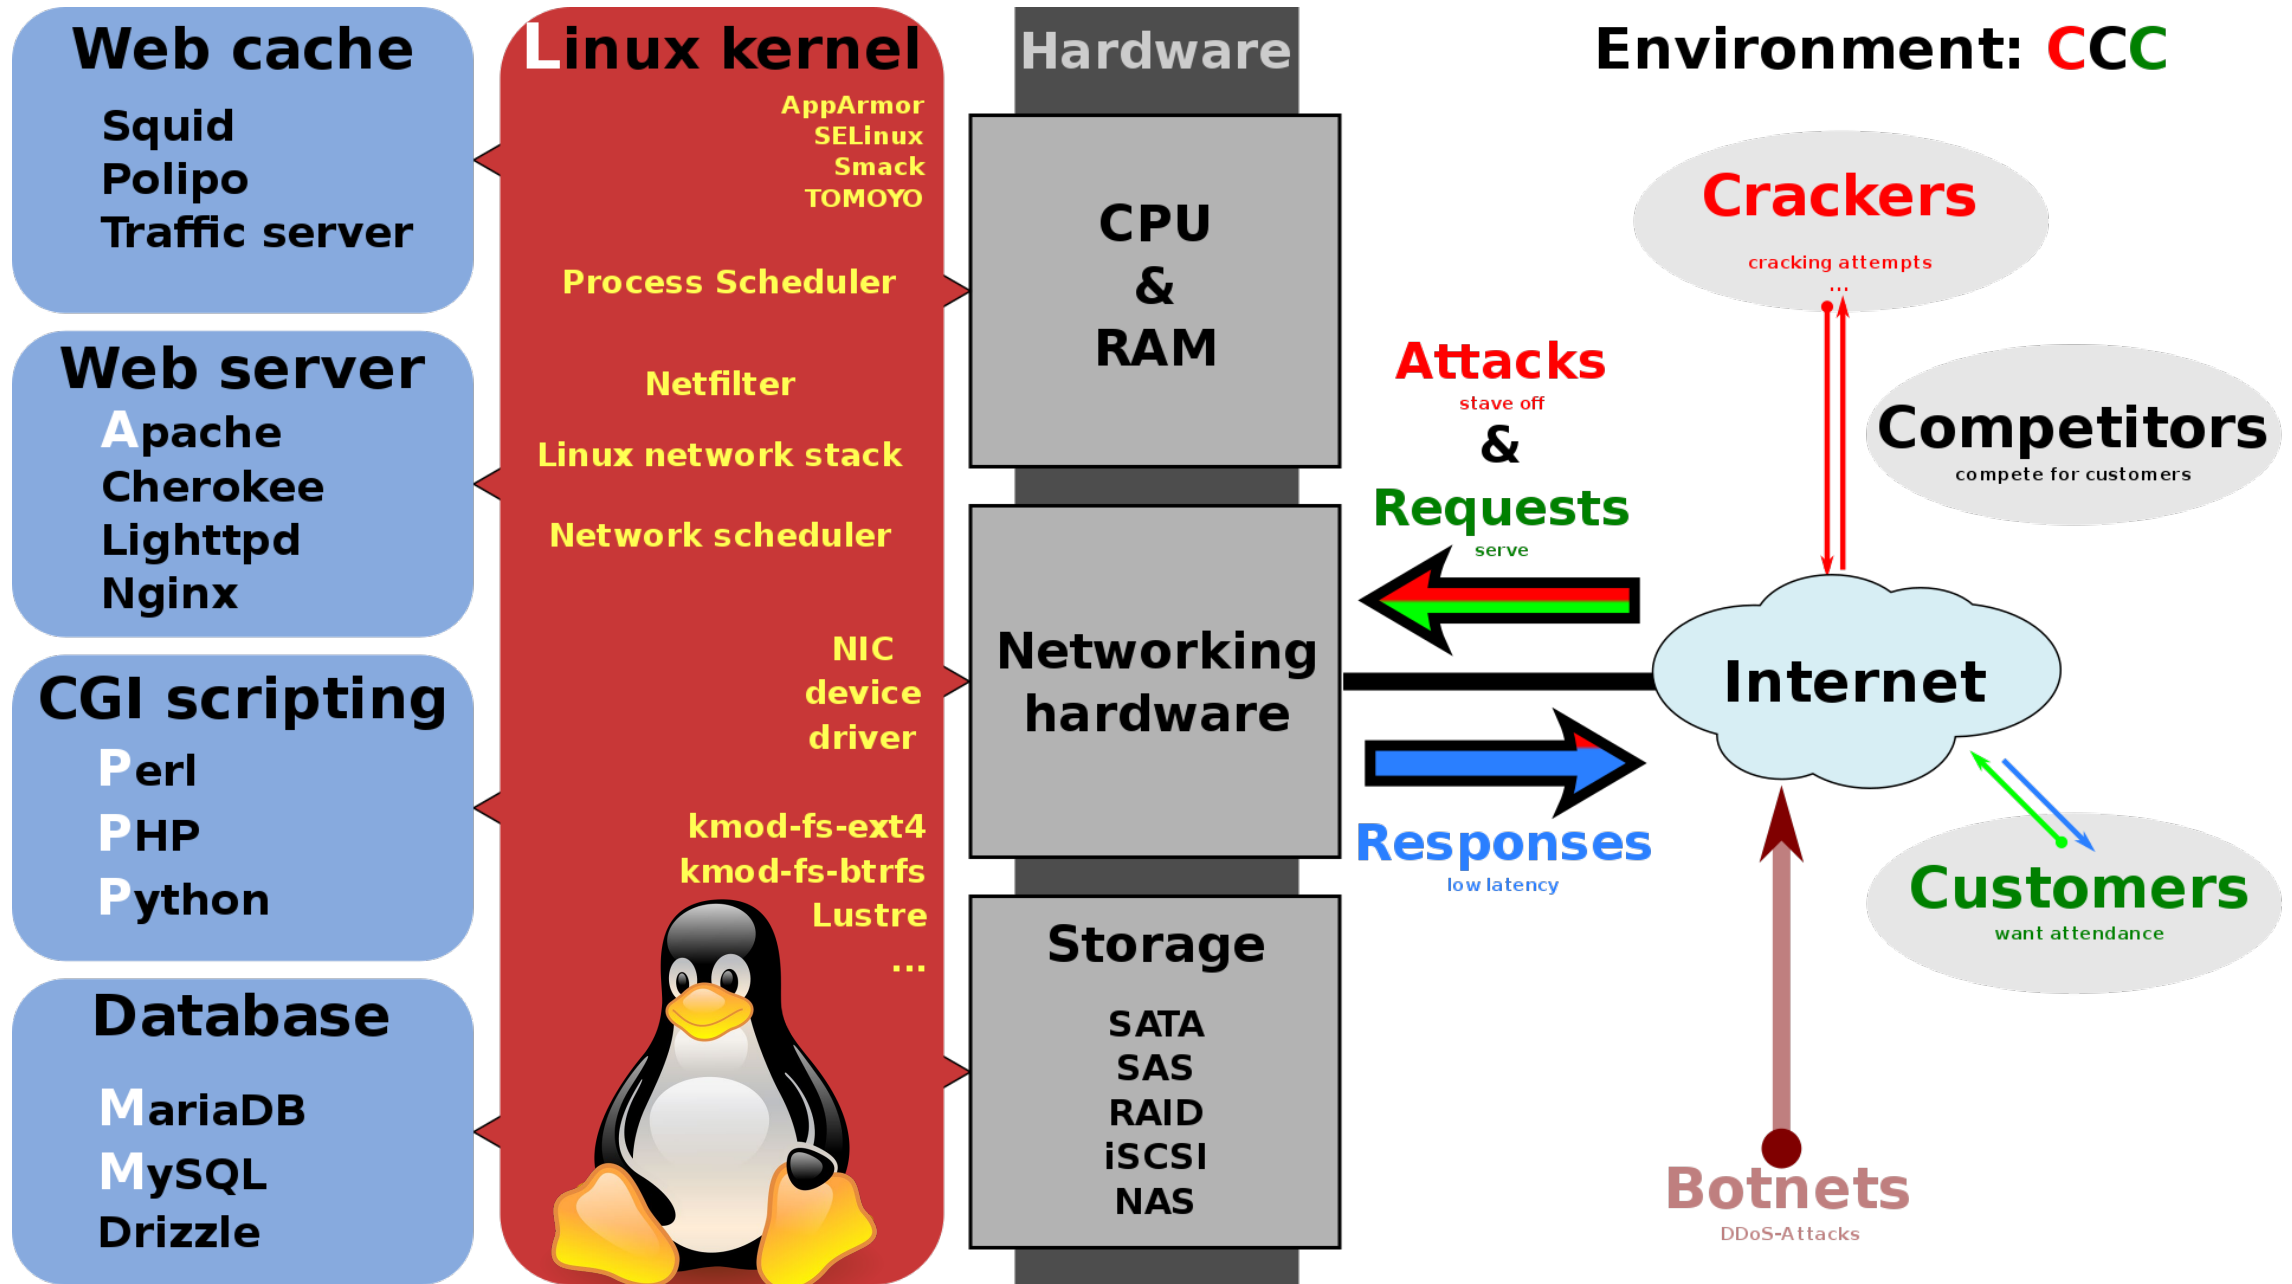 Web cache
Squid
Polipo
Traffic server
Web server
Apache
Cherokee
Lighttpd
Nginx
CGI scripting
Perl
PHP
Python
Database
MariaDB
MySQL
Drizzle
Linux kernel
AppArmor
SELinux
Smack
TOMOYO
Process Scheduler
Netfilter
Linux network stack
Network scheduler
NIC
device
driver
kmod-fs-ext4
kmod-fs-btrfs
Lustre
...
Hardware
CPU
&
RAM
Networking
hardware
Storage
SATA
SAS
RAID
iSCSI
NAS
Environment: CCC
Crackers
cracking attempts
...
Attacks
stave off
&
Requests
serve
Competitors
compete for customers
Internet
Responses
low latency
Customers
want attendance
Botnets
DDoS-Attacks